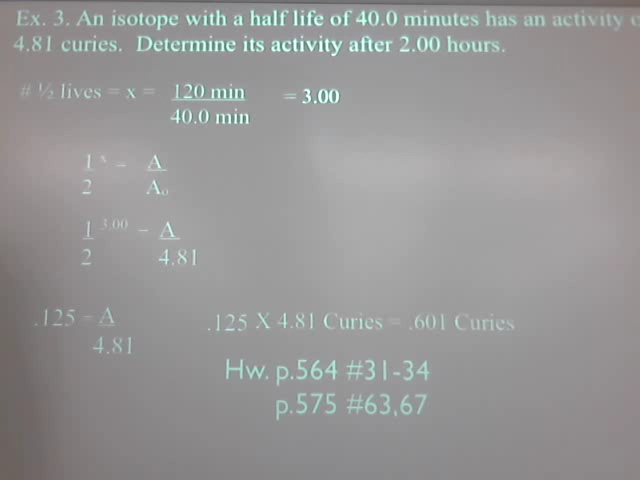 Ex. 3. An isotope with a half life of 40.0 minutes has an activity
4.81 curies. Determine its activity after 2.00 hours.
# ½ lives = x = 120 min = 3.00
40.0 min
1 x = A
2 A₀
1 3.00 = A
2 4.81
.125 = A
4.81
.125 X 4.81 Curies = .601 Curies
Hw. p.564 #31-34
p.575 #63,67